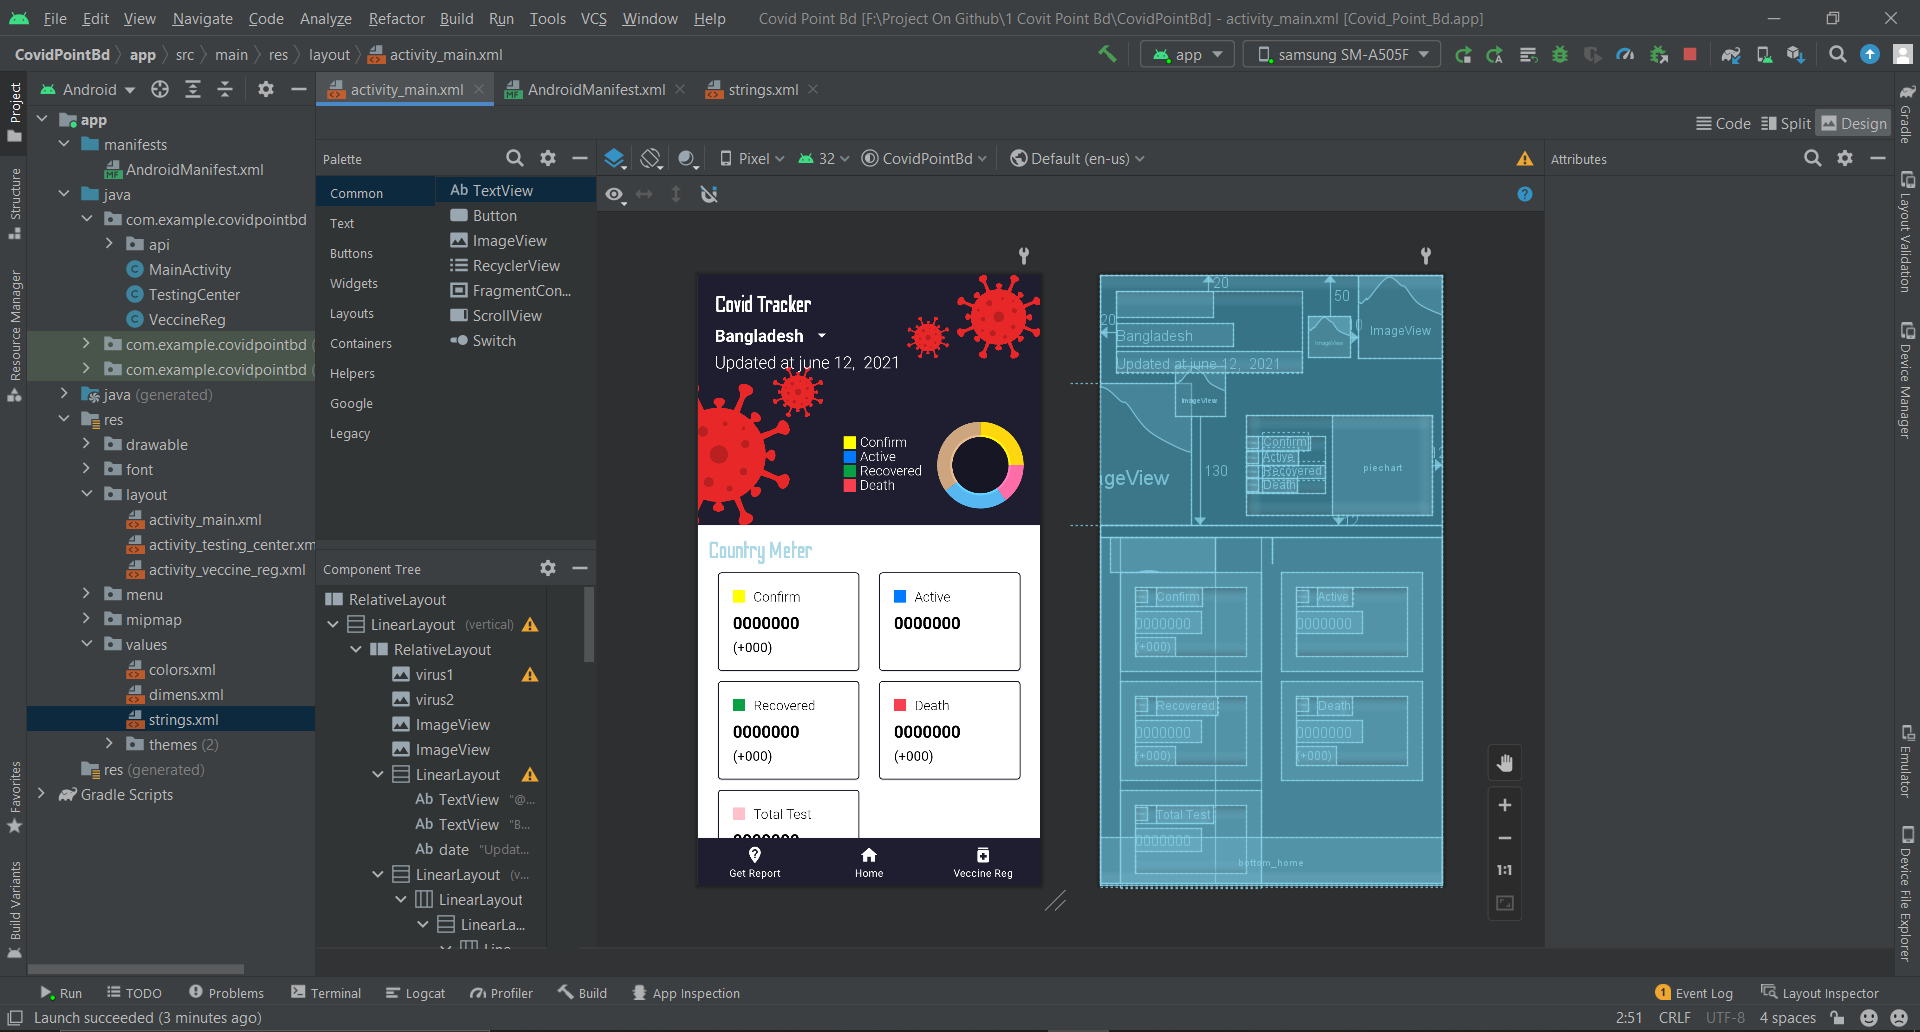 File Edit View Navigate Code Analyze Refactor Build Run Tools VCS Window Help Covid Point Bd [F:\Project On Github\1 Covit Point Bd\CovidPointBd] - activity_main.xml [Covid_Point_Bd.app]
CovidPointBd app src main res layout activity_main.xml app samsung SM-A505F
Project
Structure
Resource Manager
Favorites
Build Variants
Android
app
manifests
AndroidManifest.xml
java
com.example.covidpointbd
api
MainActivity
TestingCenter
VeccineReg
com.example.covidpointbd (
com.example.covidpointbd (
java (generated)
res
drawable
font
layout
activity_main.xml
activity_testing_center.xm
activity_veccine_reg.xml
menu
mipmap
values
colors.xml
dimens.xml
strings.xml
themes (2)
res (generated)
Gradle Scripts
activity_main.xml AndroidManifest.xml strings.xml
Code Split Design
Palette
Common
Text
Buttons
Widgets
Layouts
Containers
Helpers
Google
Legacy
Ab TextView
Button
ImageView
RecyclerView
FragmentCon...
ScrollView
Switch
Component Tree
RelativeLayout
LinearLayout (vertical)
RelativeLayout
virus1
virus2
ImageView
ImageView
LinearLayout
Ab TextView "@...
Ab TextView "B...
Ab date "Updat...
LinearLayout (v...
LinearLayout
LinearLa...
Pixel 32 CovidPointBd Default (en-us)
Covid Tracker
Bangladesh
Updated at june 12, 2021
Confirm
Active
Recovered
Death
Country Meter
Confirm
0000000
(+000)
Active
0000000
Recovered
0000000
(+000)
Death
0000000
(+000)
Total Test
0000000
Get Report Home Veccine Reg
20
50
20
ImageView
ImageView
Bangladesh
Updated at june 12, 2021
ImageView
ageView
130
Confirm
Active
Recovered
Death
piechart
12
12
Confirm
0000000
(+000)
Active
0000000
Recovered
0000000
(+000)
Death
0000000
(+000)
Total Test
0000000
bottom_home
1:1
Attributes
Gradle
Layout Validation
Device Manager
Emulator
Device File Explorer
Run TODO Problems Terminal Logcat Profiler Build App Inspection 1 Event Log Layout Inspector
Launch succeeded (3 minutes ago) 2:51 CRLF UTF-8 4 spaces